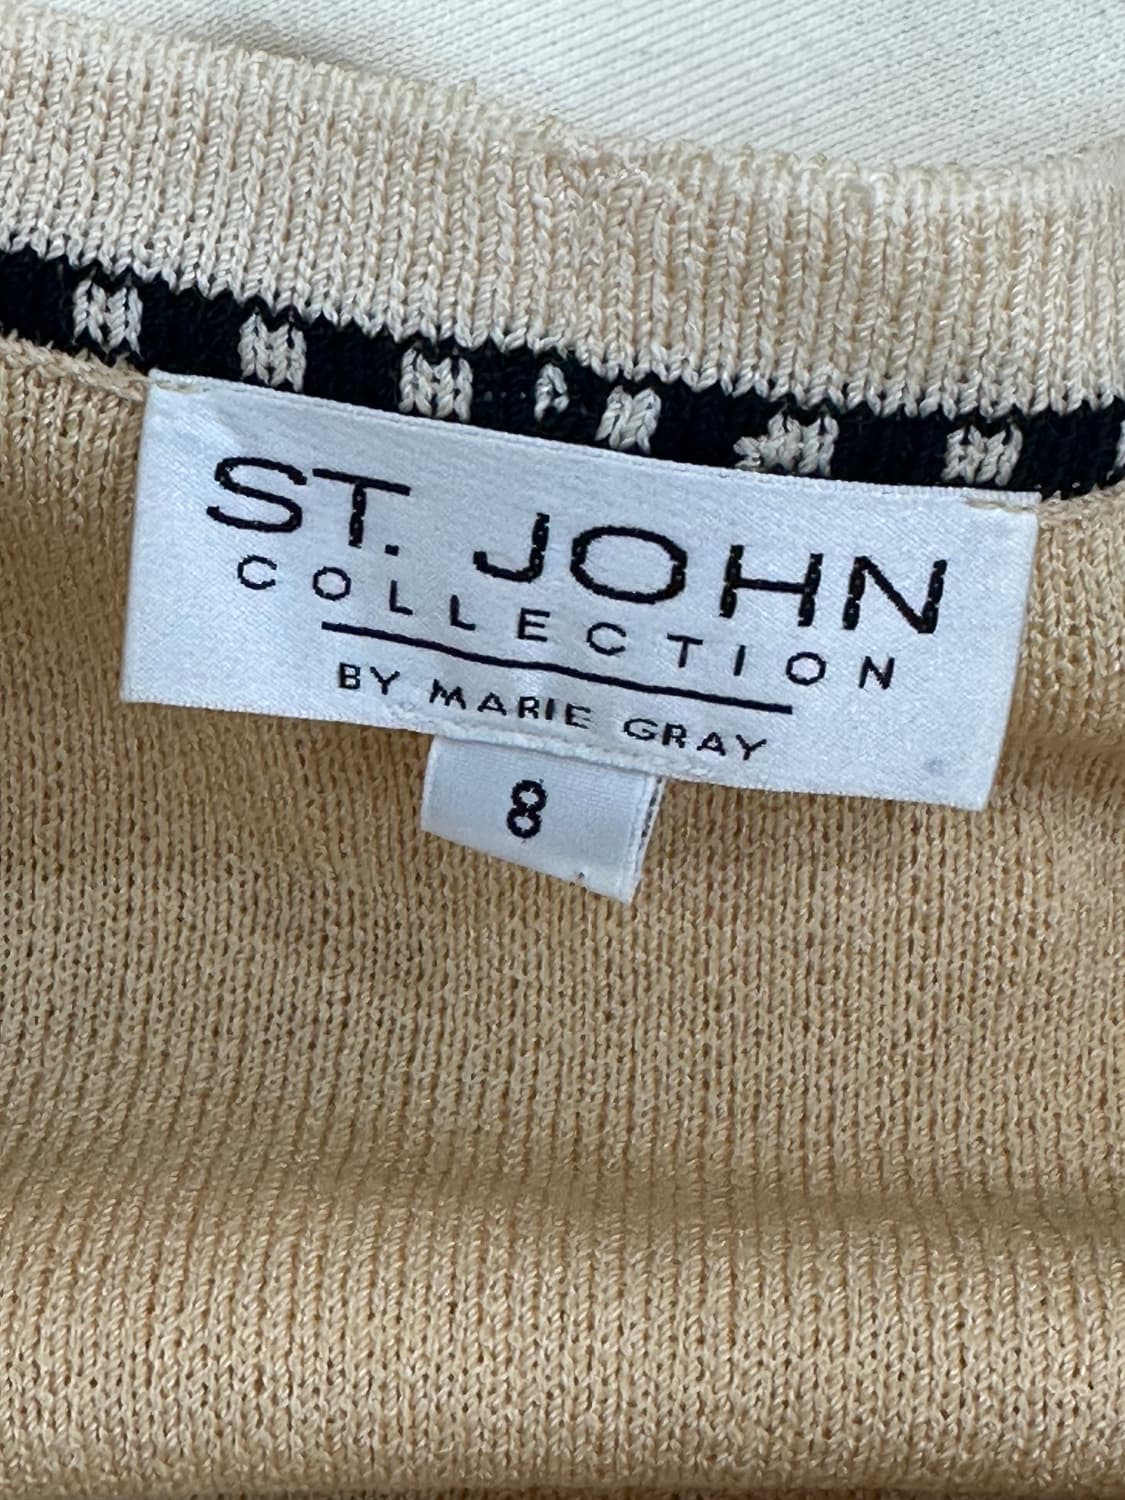 ST. JOHN
COLLECTION
BY MARIE GRAY
8